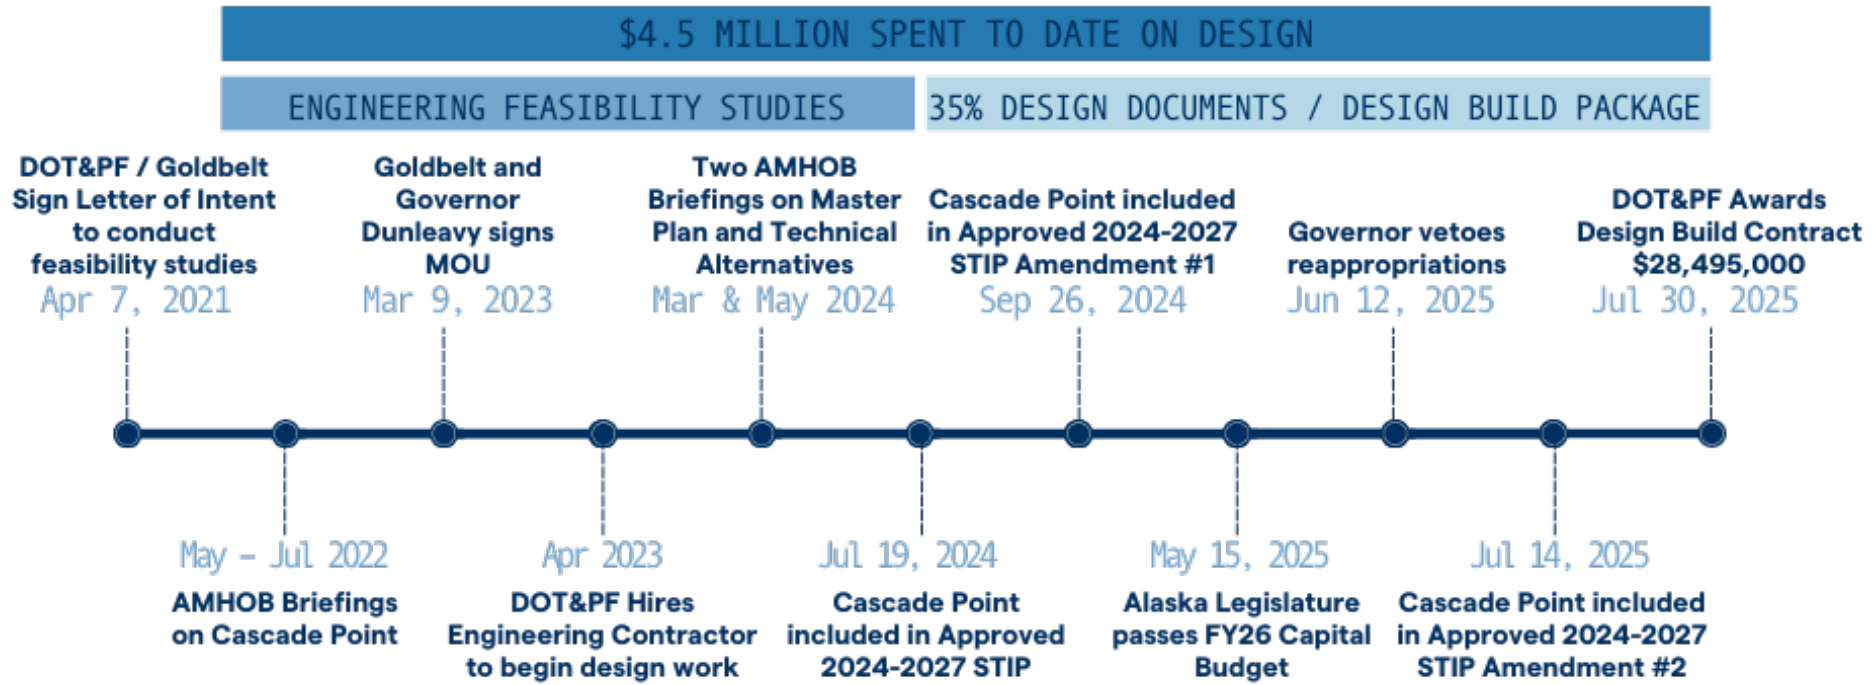 $4.5 MILLION SPENT TO DATE ON DESIGN
ENGINEERING FEASIBILITY STUDIES
35% DESIGN DOCUMENTS / DESIGN BUILD PACKAGE
DOT&PF / Goldbelt
Sign Letter of Intent
to conduct
feasibility studies
Apr 7, 2021
Goldbelt and
Governor
Dunleavy signs
MOU
Mar 9, 2023
Two AMHOB
Briefings on Master
Plan and Technical
Alternatives
Mar & May 2024
Cascade Point included
in Approved 2024-2027
STIP Amendment #1
Sep 26, 2024
Governor vetoes
reappropriations
Jun 12, 2025
DOT&PF Awards
Design Build Contract
$28,495,000
Jul 30, 2025
May – Jul 2022
AMHOB Briefings
on Cascade Point
Apr 2023
DOT&PF Hires
Engineering Contractor
to begin design work
Jul 19, 2024
Cascade Point
included in Approved
2024-2027 STIP
May 15, 2025
Alaska Legislature
passes FY26 Capital
Budget
Jul 14, 2025
Cascade Point included
in Approved 2024-2027
STIP Amendment #2